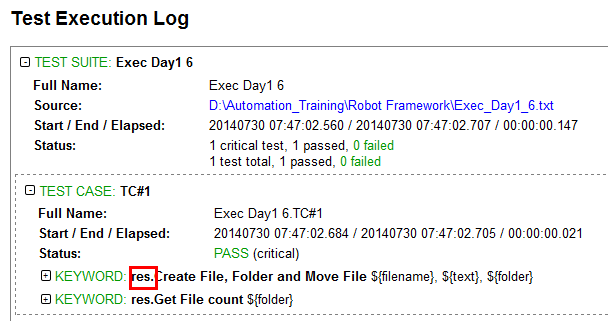 Test Execution Log
TEST SUITE: Exec Day1 6
Full Name: Exec Day1 6
Source: D:\Automation_Training\Robot Framework\Exec_Day1_6.txt
Start / End / Elapsed: 20140730 07:47:02.560 / 20140730 07:47:02.707 / 00:00:00.147
Status: 1 critical test, 1 passed, 0 failed
1 test total, 1 passed, 0 failed
TEST CASE: TC#1
Full Name: Exec Day1 6.TC#1
Start / End / Elapsed: 20140730 07:47:02.684 / 20140730 07:47:02.705 / 00:00:00.021
Status: PASS (critical)
KEYWORD: res.Create File, Folder and Move File ${filename}, ${text}, ${folder}
KEYWORD: res.Get File count ${folder}